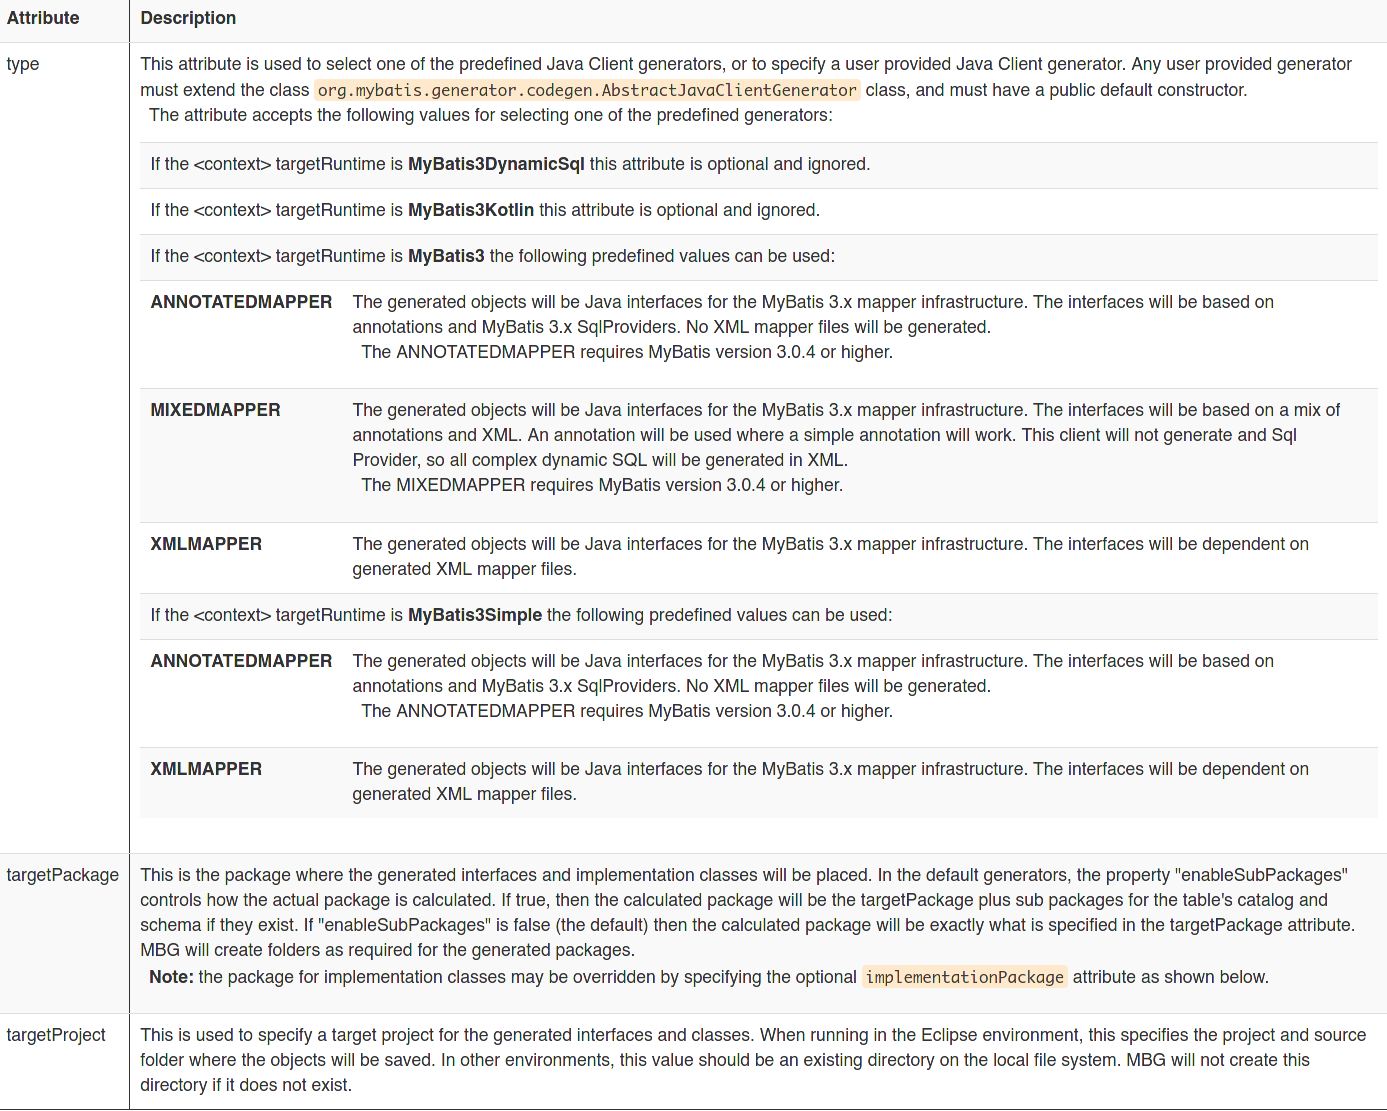 Attribute Description
type This attribute is used to select one of the predefined Java Client generators, or to specify a user provided Java Client generator. Any user provided generator
must extend the class org.mybatis.generator.codegen.AbstractJavaClientGenerator class, and must have a public default constructor.
The attribute accepts the following values for selecting one of the predefined generators:
If the <context> targetRuntime is MyBatis3DynamicSql this attribute is optional and ignored.
If the <context> targetRuntime is MyBatis3Kotlin this attribute is optional and ignored.
If the <context> targetRuntime is MyBatis3 the following predefined values can be used:
ANNOTATEDMAPPER The generated objects will be Java interfaces for the MyBatis 3.x mapper infrastructure. The interfaces will be based on
annotations and MyBatis 3.x SqlProviders. No XML mapper files will be generated.
The ANNOTATEDMAPPER requires MyBatis version 3.0.4 or higher.
MIXEDMAPPER The generated objects will be Java interfaces for the MyBatis 3.x mapper infrastructure. The interfaces will be based on a mix of
annotations and XML. An annotation will be used where a simple annotation will work. This client will not generate and Sql
Provider, so all complex dynamic SQL will be generated in XML.
The MIXEDMAPPER requires MyBatis version 3.0.4 or higher.
XMLMAPPER The generated objects will be Java interfaces for the MyBatis 3.x mapper infrastructure. The interfaces will be dependent on
generated XML mapper files.
If the <context> targetRuntime is MyBatis3Simple the following predefined values can be used:
ANNOTATEDMAPPER The generated objects will be Java interfaces for the MyBatis 3.x mapper infrastructure. The interfaces will be based on
annotations and MyBatis 3.x SqlProviders. No XML mapper files will be generated.
The ANNOTATEDMAPPER requires MyBatis version 3.0.4 or higher.
XMLMAPPER The generated objects will be Java interfaces for the MyBatis 3.x mapper infrastructure. The interfaces will be dependent on
generated XML mapper files.
targetPackage This is the package where the generated interfaces and implementation classes will be placed. In the default generators, the property "enableSubPackages"
controls how the actual package is calculated. If true, then the calculated package will be the targetPackage plus sub packages for the table's catalog and
schema if they exist. If "enableSubPackages" is false (the default) then the calculated package will be exactly what is specified in the targetPackage attribute.
MBG will create folders as required for the generated packages.
Note: the package for implementation classes may be overridden by specifying the optional implementationPackage attribute as shown below.
targetProject This is used to specify a target project for the generated interfaces and classes. When running in the Eclipse environment, this specifies the project and source
folder where the objects will be saved. In other environments, this value should be an existing directory on the local file system. MBG will not create this
directory if it does not exist.